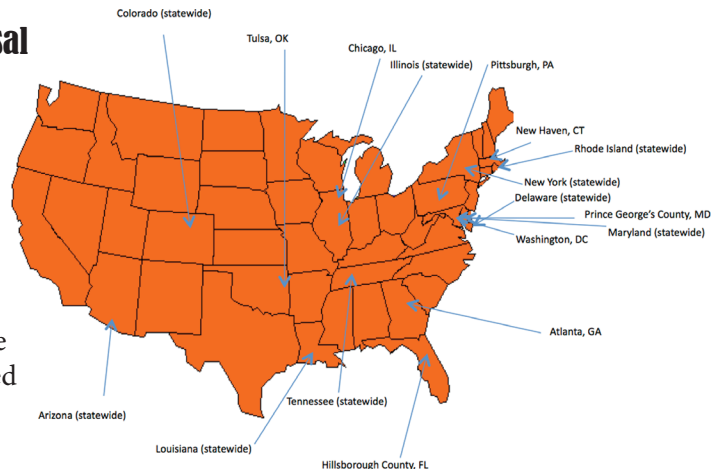 Colorado (statewide)
sal
Tulsa, OK
Chicago, IL
Illinois (statewide)
Pittsburgh, PA
New Haven, CT
Rhode Island (statewide)
New York (statewide)
Delaware (statewide)
Prince George's County, MD
Maryland (statewide)
Washington, DC
Atlanta, GA
e
ed
Tennessee (statewide)
Arizona (statewide)
Louisiana (statewide)
Hillsborough County, FL